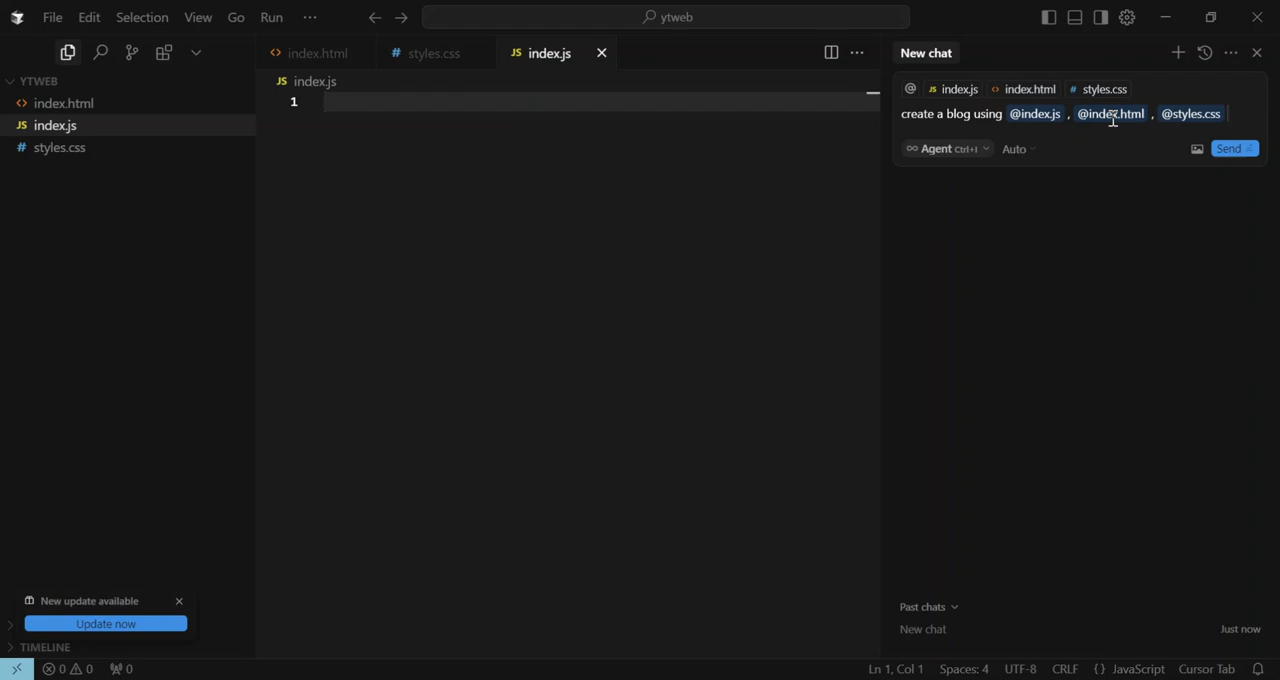 File Edit Selection View Go Run ··· ytweb
index.html styles.css JS index.js New chat
YTWEB
index.html
index.js
styles.css
JS index.js
1
@ JS index.js index.html # styles.css
create a blog using @index.js , @index.html , @styles.css
Agent Ctrl+I Auto Send
New update available
Update now
TIMELINE
Past chats
New chat Just now
0 0 0 Ln 1, Col 1 Spaces: 4 UTF-8 CRLF {} JavaScript Cursor Tab